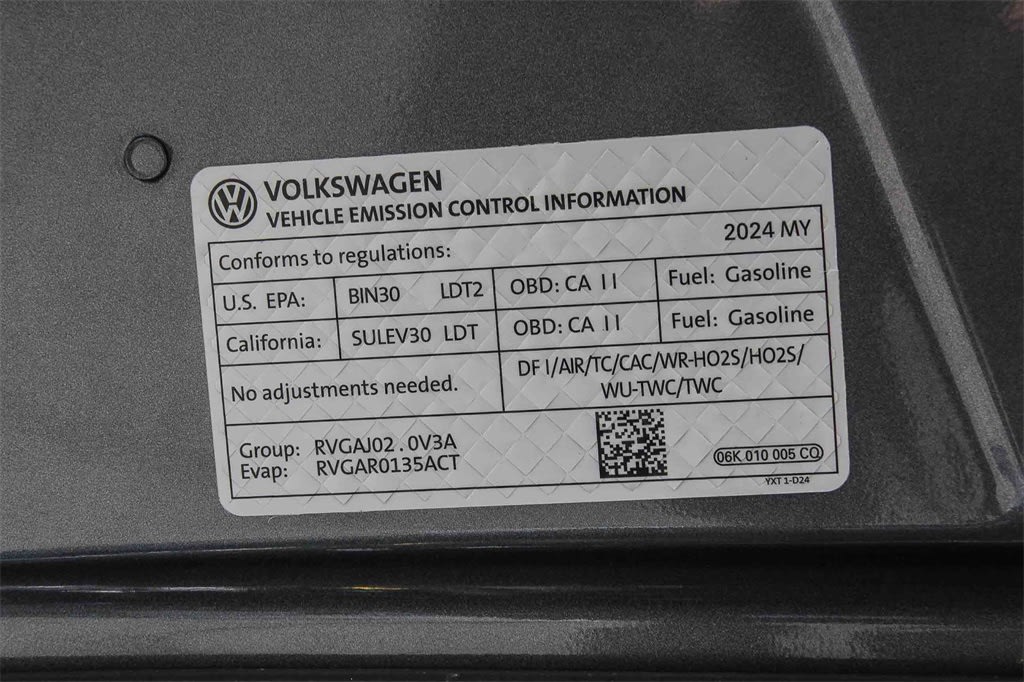 VOLKSWAGEN
VEHICLE EMISSION CONTROL INFORMATION
Conforms to regulations: 2024 MY
U.S. EPA: BIN30 LDT2 OBD: CA II Fuel: Gasoline
California: SULEV30 LDT OBD: CA II Fuel: Gasoline
No adjustments needed.
DFI/AIR/TC/CAC/WR-HO2S/HO2S/
WU-TWC/TWC
Group: RVGAJ02.0V3A
Evap: RVGAR0135ACT
06K 010 005 CQ
YXT 1-D24